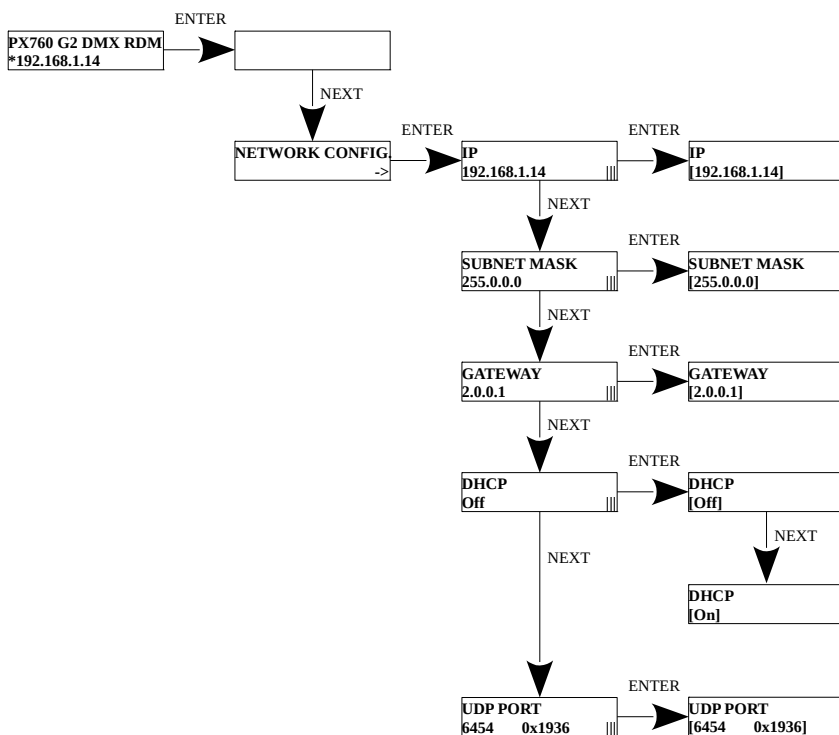 ENTER
PX760 G2 DMX RDM
*192.168.1.14
NEXT
NETWORK CONFIG.
->
ENTER
IP
192.168.1.14 |||
ENTER
IP
[192.168.1.14]
NEXT
SUBNET MASK
255.0.0.0 |||
ENTER
SUBNET MASK
[255.0.0.0]
NEXT
GATEWAY
2.0.0.1 |||
ENTER
GATEWAY
[2.0.0.1]
NEXT
DHCP
Off |||
ENTER
DHCP
[Off]
NEXT
DHCP
[On]
NEXT
UDP PORT
6454 0x1936 |||
ENTER
UDP PORT
[6454 0x1936]